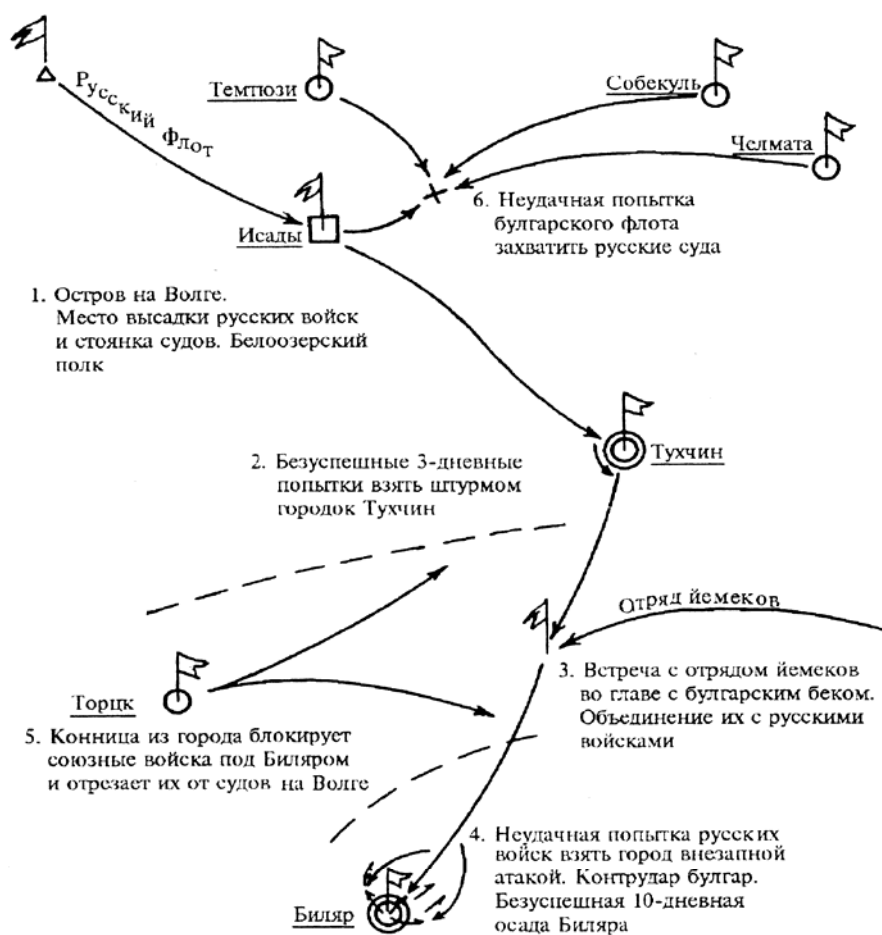 Русский флот
Темтюзи
Собекуль
Челмата
Исады
6. Неудачная попытка
булгарского флота
захватить русские суда
1. Остров на Волге.
Место высадки русских войск
и стоянка судов. Белоозерский
полк
Тухчин
2. Безуспешные 3-дневные
попытки взять штурмом
городок Тухчин
Отряд йемеков
3. Встреча с отрядом йемеков
во главе с булгарским беком.
Объединение их с русскими
войсками
Торцк
5. Конница из города блокирует
союзные войска под Биляром
и отрезает их от судов на Волге
4. Неудачная попытка русских
войск взять город внезапной
атакой. Контрудар булгар.
Безуспешная 10-дневная
осада Биляра
Биляр